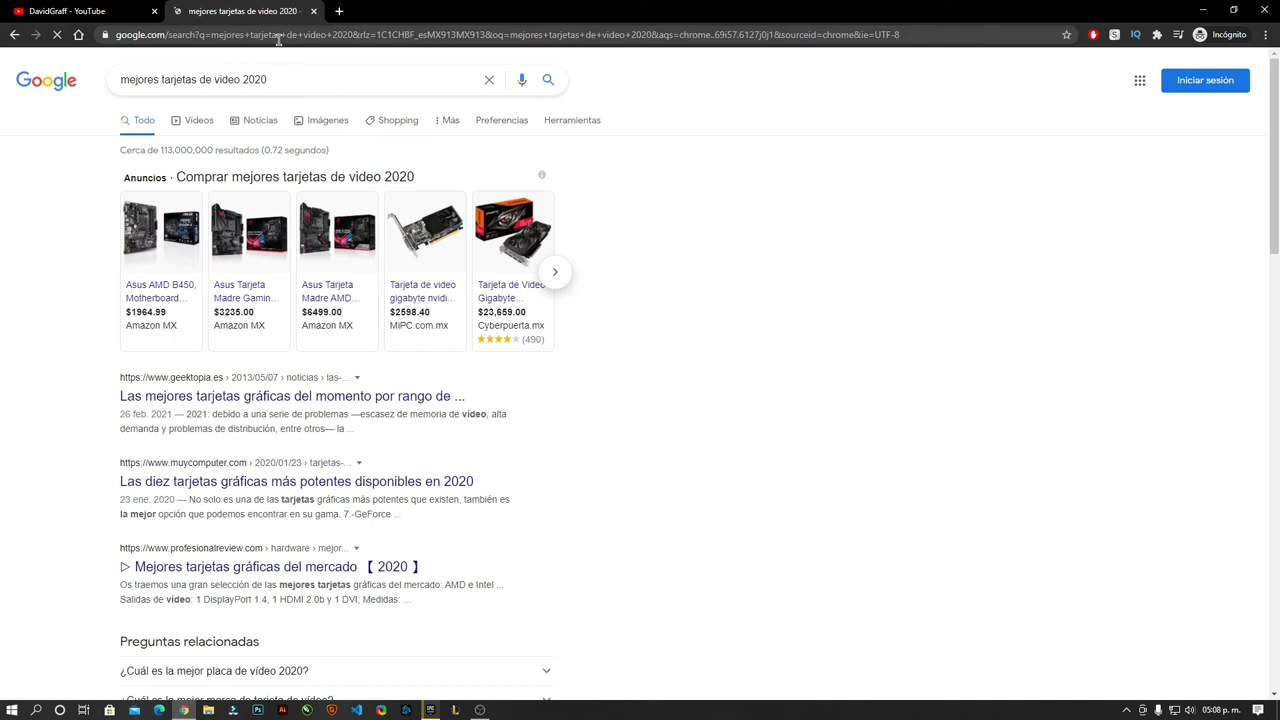 DavidGraff - YouTube
mejores tarjetas de video 2020 -
google.com/search?q=mejores+tarjetas+de+video+2020&rlz=1C1CHBF_esMX913MX913&oq=mejores+tarjetas+de+video+2020&aqs=chrome..69i57.6127j0j1&sourceid=chrome&ie=UTF-8
Incógnito
Google
mejores tarjetas de video 2020
Iniciar sesión
Todo
Vídeos
Noticias
Imágenes
Shopping
Más
Preferencias
Herramientas
Cerca de 113,000,000 resultados (0.72 segundos)
Anuncios · Comprar mejores tarjetas de video 2020
Asus AMD B450,
Motherboard...
$1964.99
Amazon MX
Asus Tarjeta
Madre Gamin...
$3235.00
Amazon MX
Asus Tarjeta
Madre AMD...
$6499.00
Amazon MX
Tarjeta de video
gigabyte nvidi...
$2598.40
MiPC.com.mx
Tarjeta de Video
Gigabyte...
$23,659.00
Cyberpuerta.mx
(490)
https://www.geektopia.es › 2013/05/07 › noticias › las-...
Las mejores tarjetas gráficas del momento por rango de ...
26 feb. 2021 — 2021: debido a una serie de problemas —escasez de memoria de vídeo, alta
demanda y problemas de distribución, entre otros— la ...
https://www.muycomputer.com › 2020/01/23 › tarjetas-...
Las diez tarjetas gráficas más potentes disponibles en 2020
23 ene. 2020 — No solo es una de las tarjetas gráficas más potentes que existen, también es
la mejor opción que podemos encontrar en su gama. 7.-GeForce ...
https://www.profesionalreview.com › hardware › mejor...
▷ Mejores tarjetas gráficas del mercado 【 2020 】
Os traemos una gran selección de las mejores tarjetas gráficas del mercado: AMD e Intel ...
Salidas de vídeo: 1 DisplayPort 1.4, 1 HDMI 2.0b y 1 DVI; Medidas: ...
Preguntas relacionadas
¿Cuál es la mejor placa de vídeo 2020?
¿Cuál es la mejor marca de tarjeta de vídeo?
ESP
05:08 p. m.